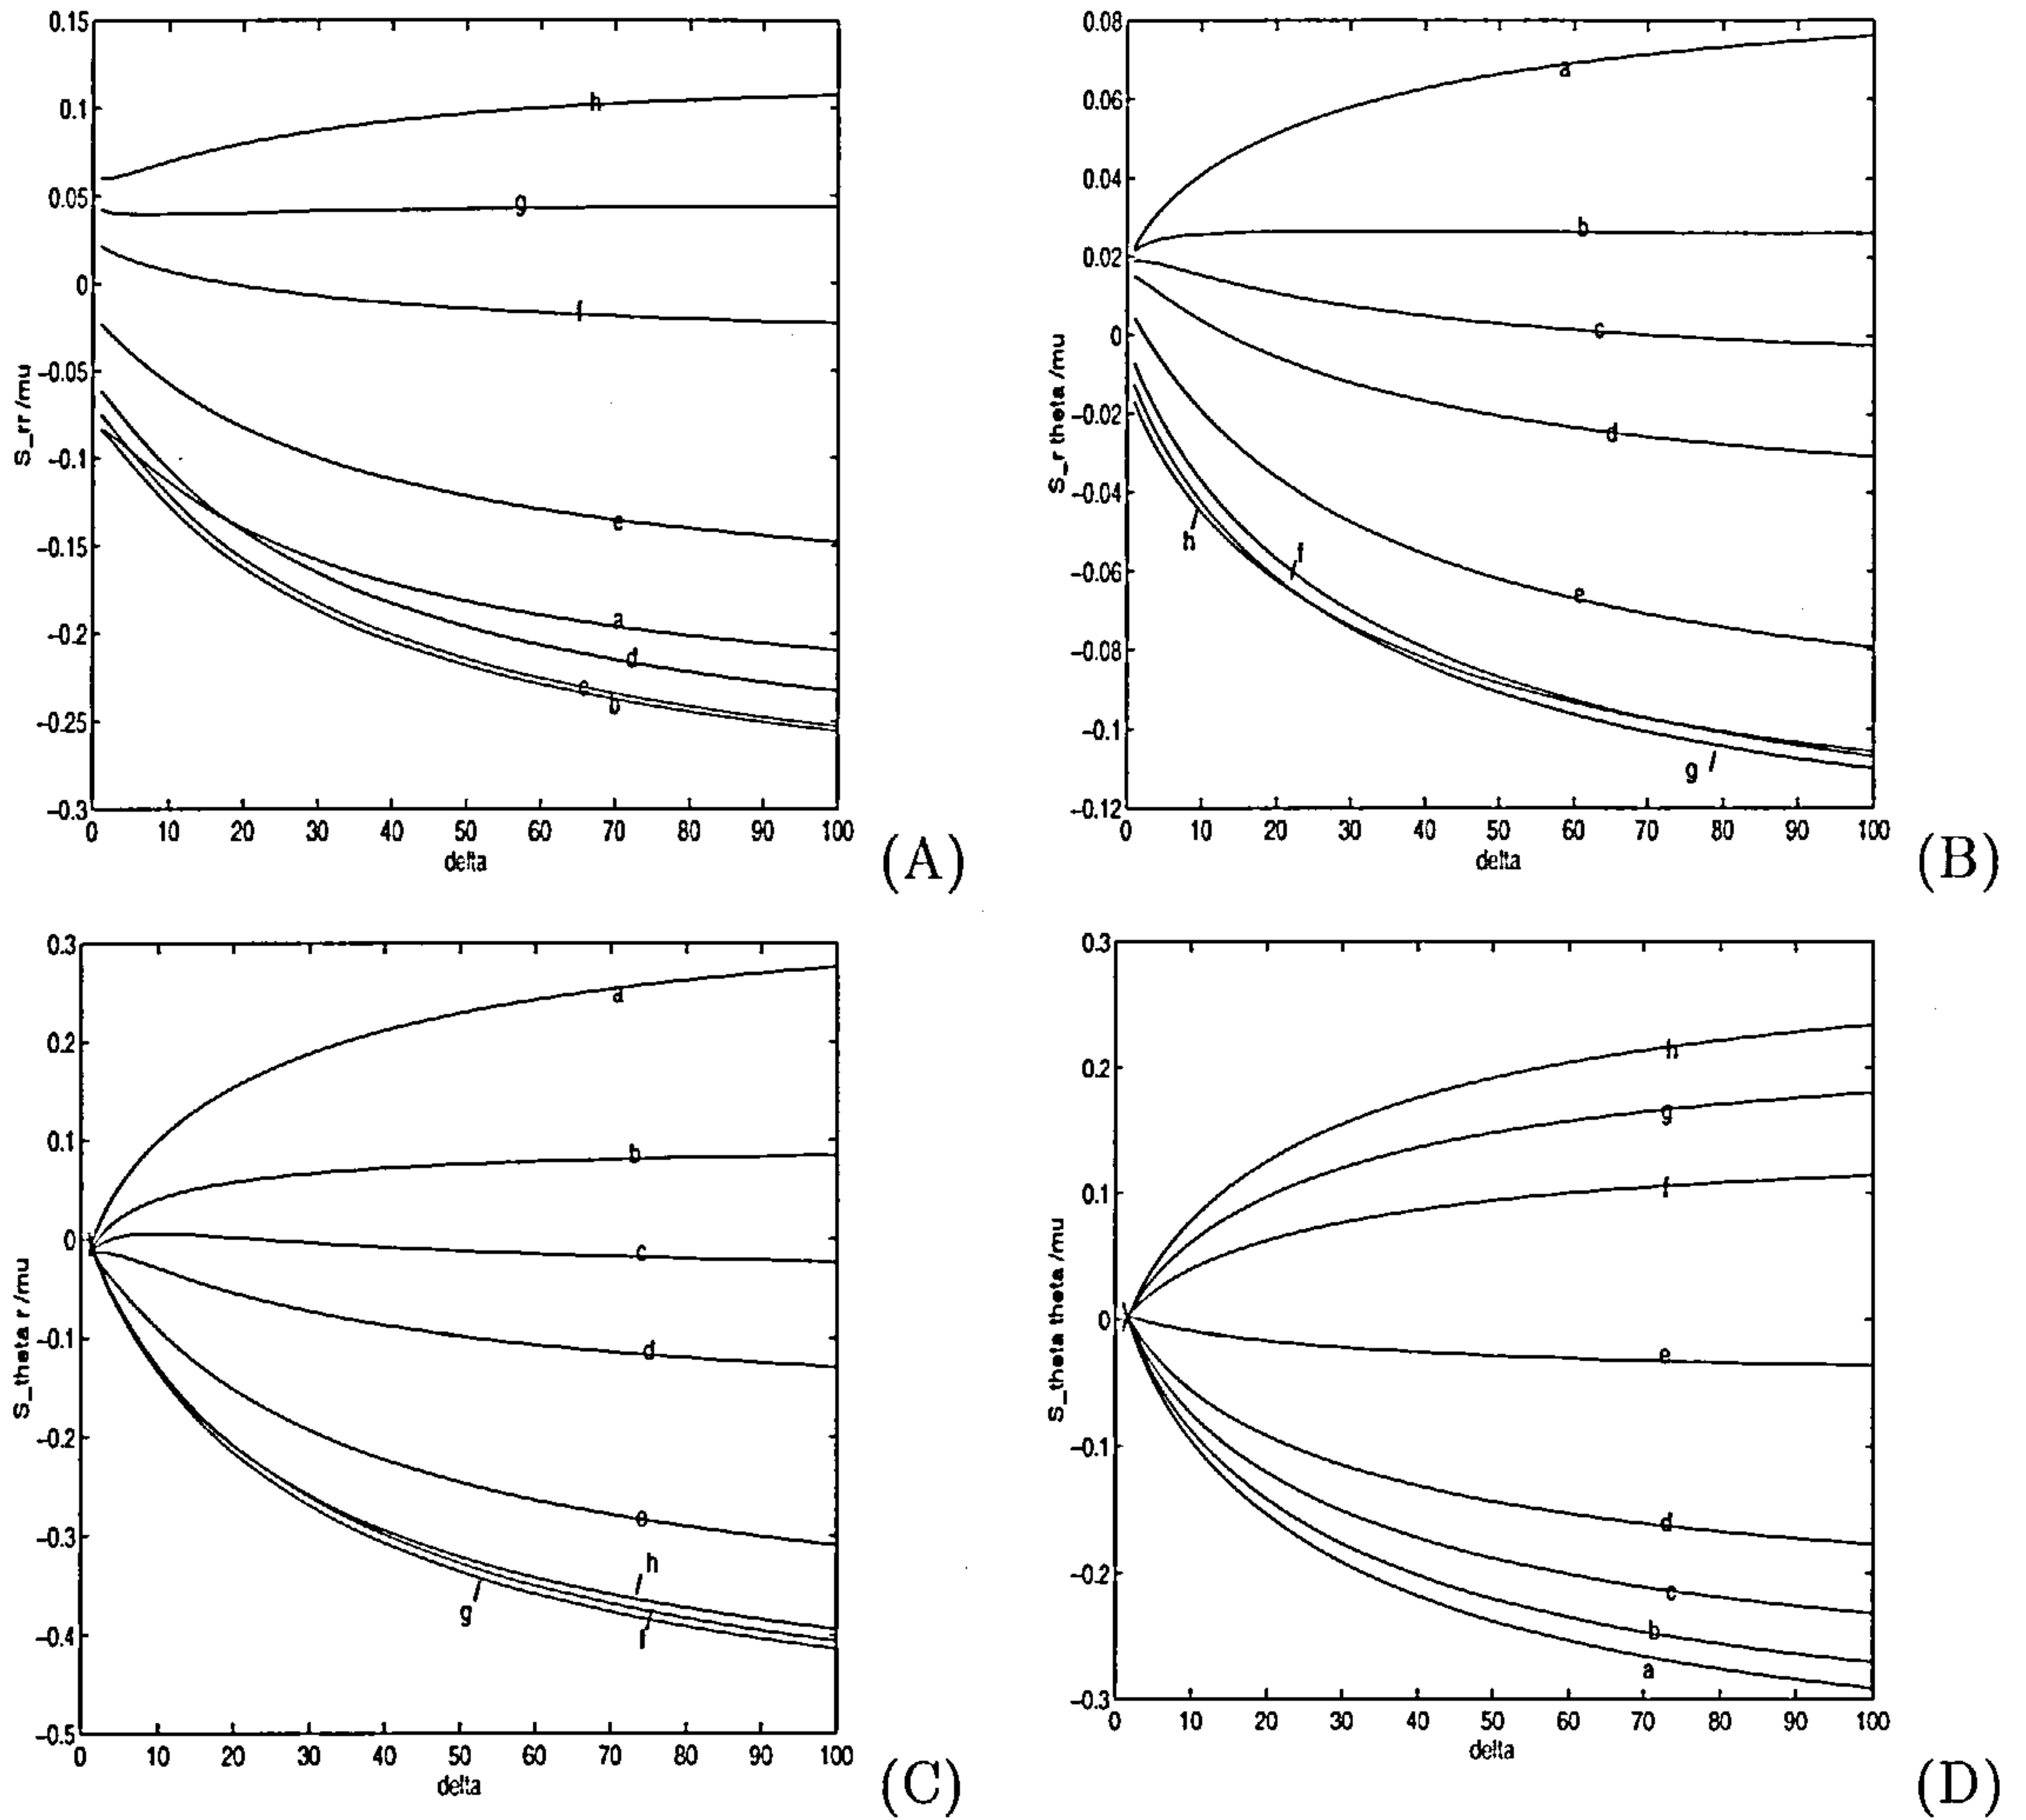 0.15
0.1
0.05
0
-0.05
-0.1
-0.15
-0.2
-0.25
-0.3
S_rr /mu
h
g
f
e
a
d
c
b
0 10 20 30 40 50 60 70 80 90 100
delta
(A)
0.08
0.06
0.04
0.02
0
-0.02
-0.04
-0.06
-0.08
-0.1
-0.12
S_r theta /mu
a
b
c
d
h
f
e
g
0 10 20 30 40 50 60 70 80 90 100
delta
(B)
0.3
0.2
0.1
0
-0.1
-0.2
-0.3
-0.4
-0.5
S_theta r /mu
a
b
c
d
e
h
g
f
0 10 20 30 40 50 60 70 80 90 100
delta
(C)
0.3
0.2
0.1
0
-0.1
-0.2
-0.3
S_theta theta /mu
h
g
f
e
d
c
b
a
0 10 20 30 40 50 60 70 80 90 100
delta
(D)